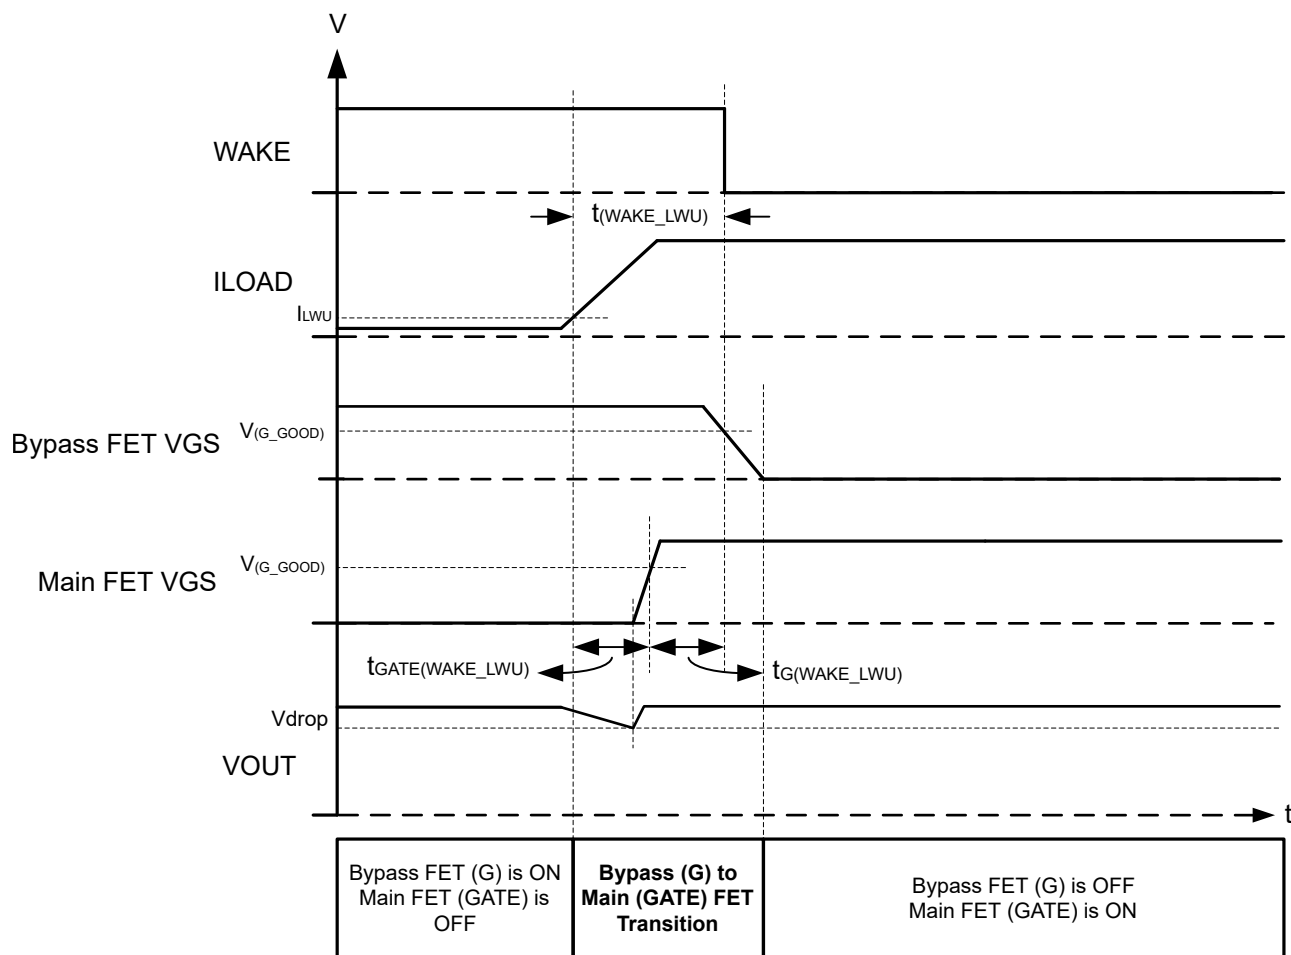 V
WAKE
t(WAKE_LWU)
ILOAD
ILWU
V(G_GOOD)
Bypass FET VGS
V(G_GOOD)
Main FET VGS
tGATE(WAKE_LWU)
tG(WAKE_LWU)
Vdrop
VOUT
t
Bypass FET (G) is ON
Main FET (GATE) is
OFF
Bypass (G) to
Main (GATE) FET
Transition
Bypass FET (G) is OFF
Main FET (GATE) is ON